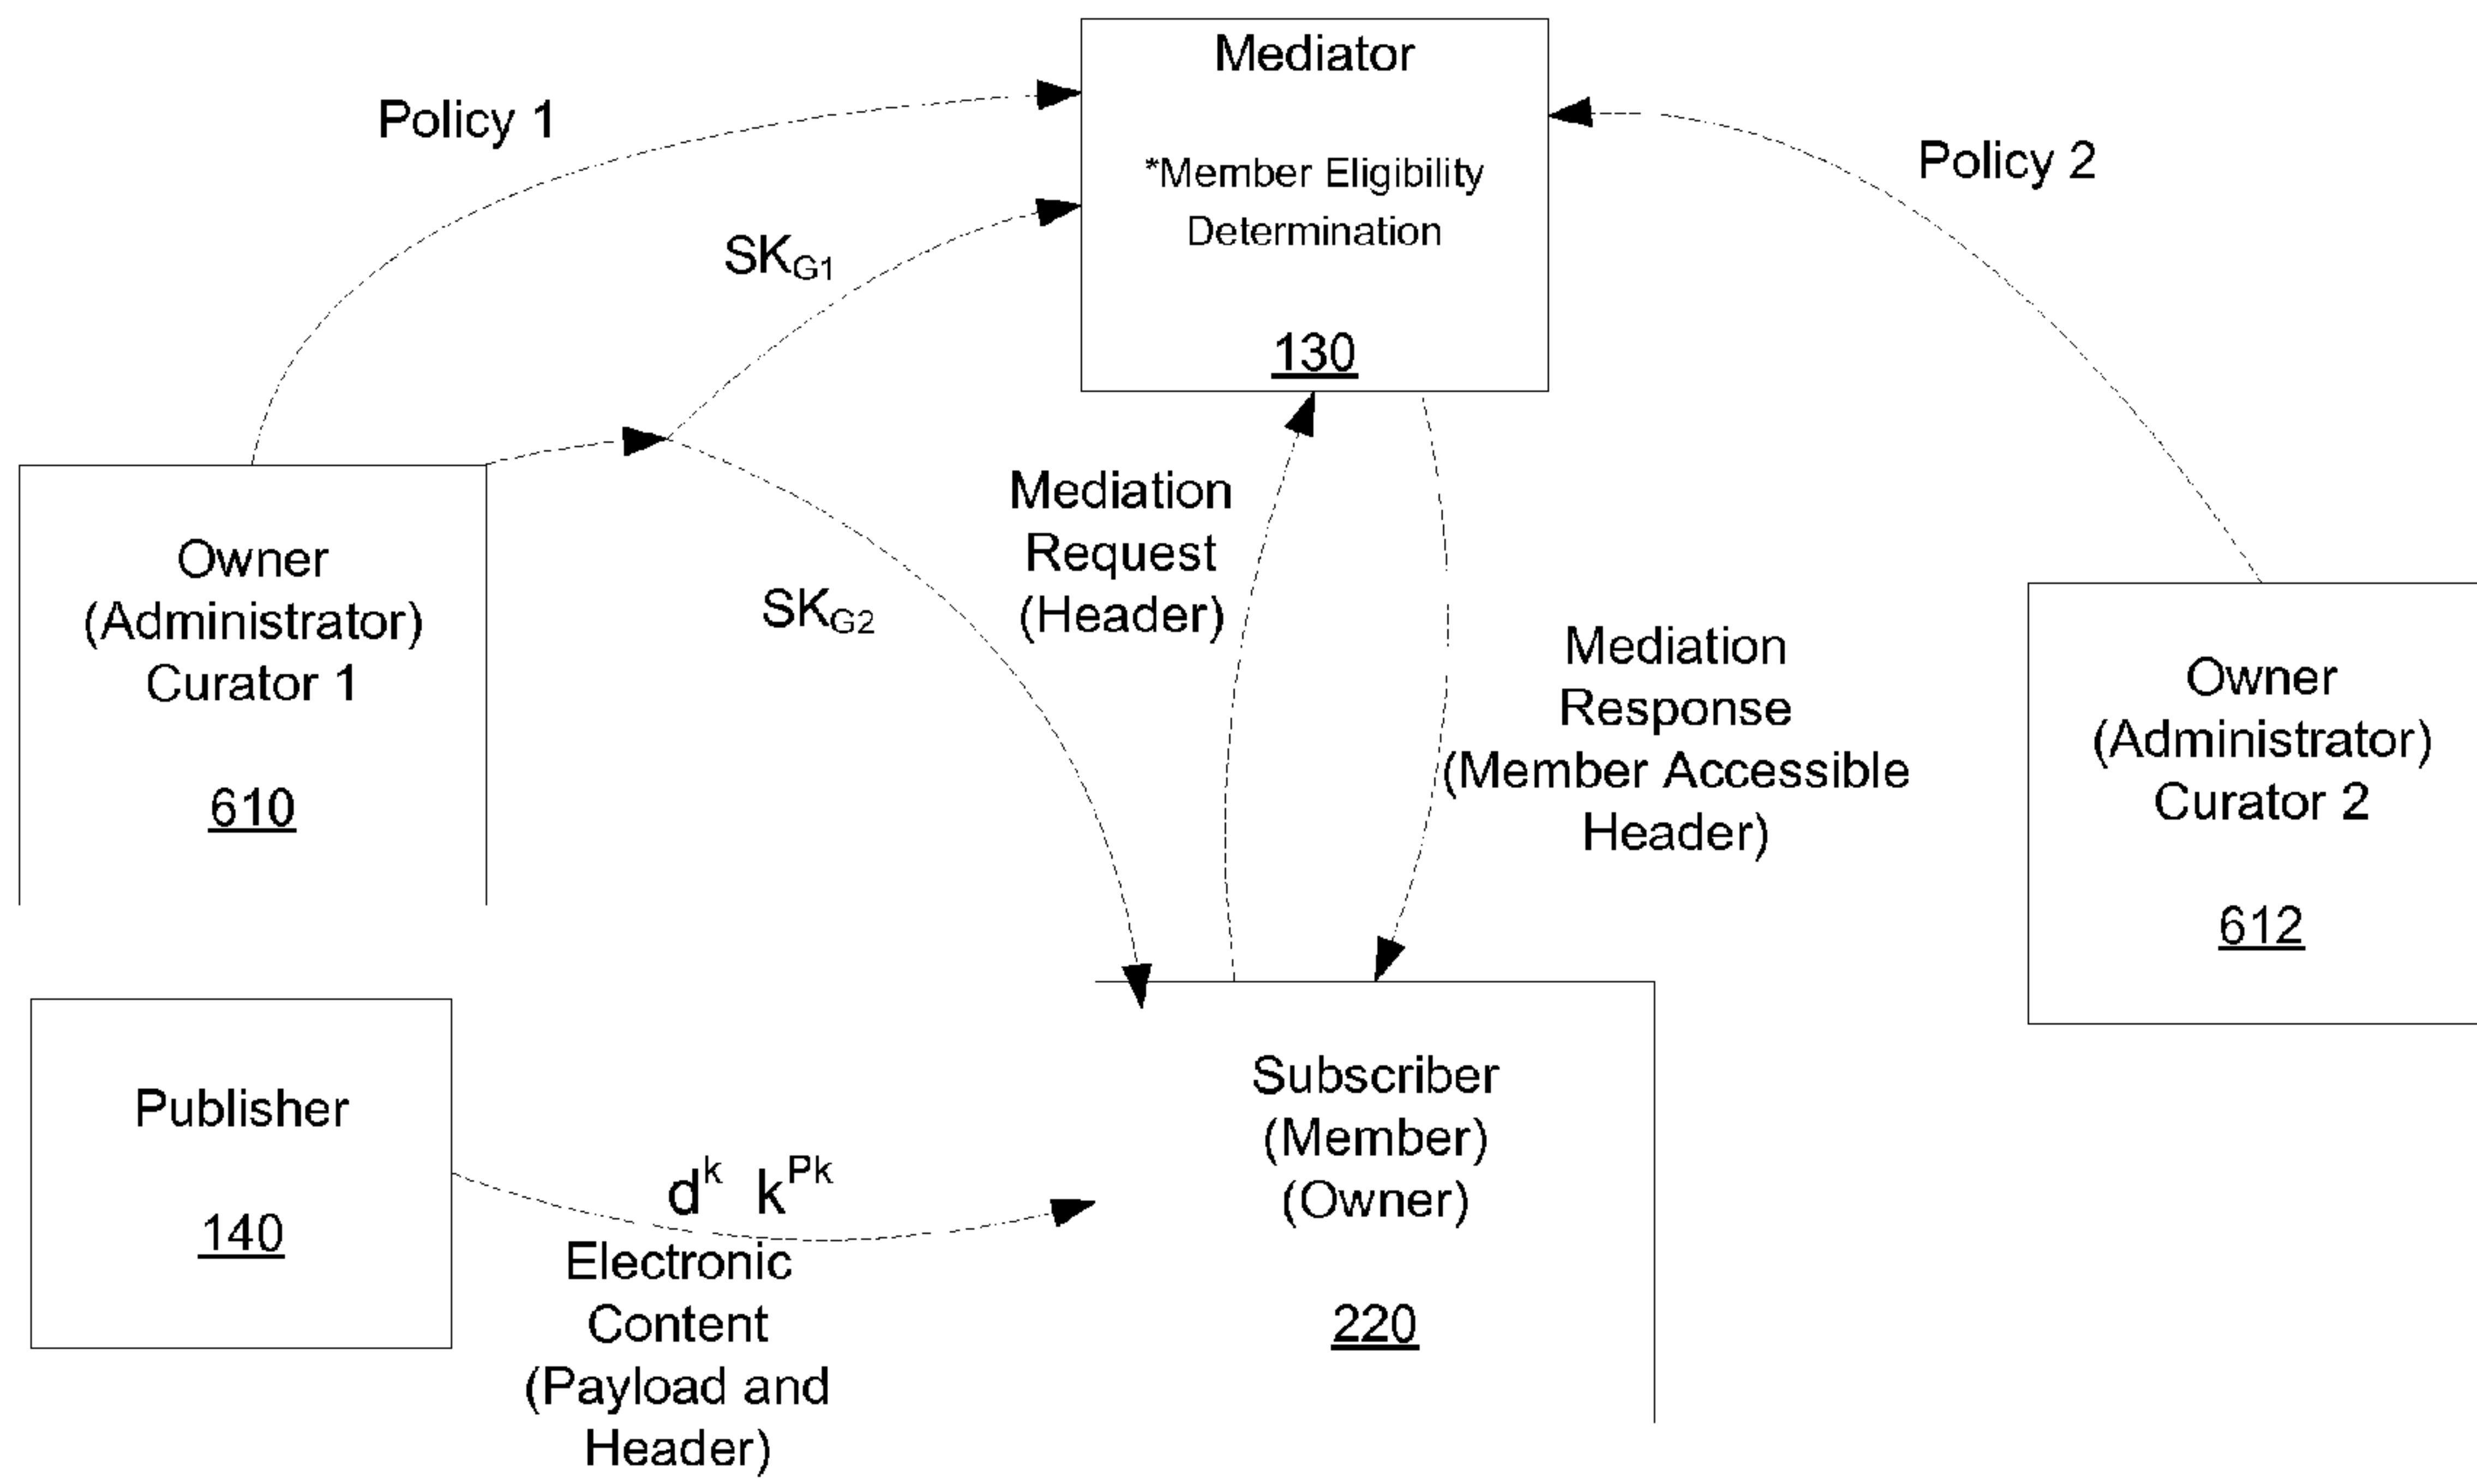 Mediator
*Member Eligibility
Determination
130
Policy 1
Policy 2
SKG1
SKG2
Owner
(Administrator)
Curator 1
610
Mediation
Request
(Header)
Mediation
Response
(Member Accessible
Header)
Owner
(Administrator)
Curator 2
612
Publisher
140
d^k k^Pk
Electronic
Content
(Payload and
Header)
Subscriber
(Member)
(Owner)
220